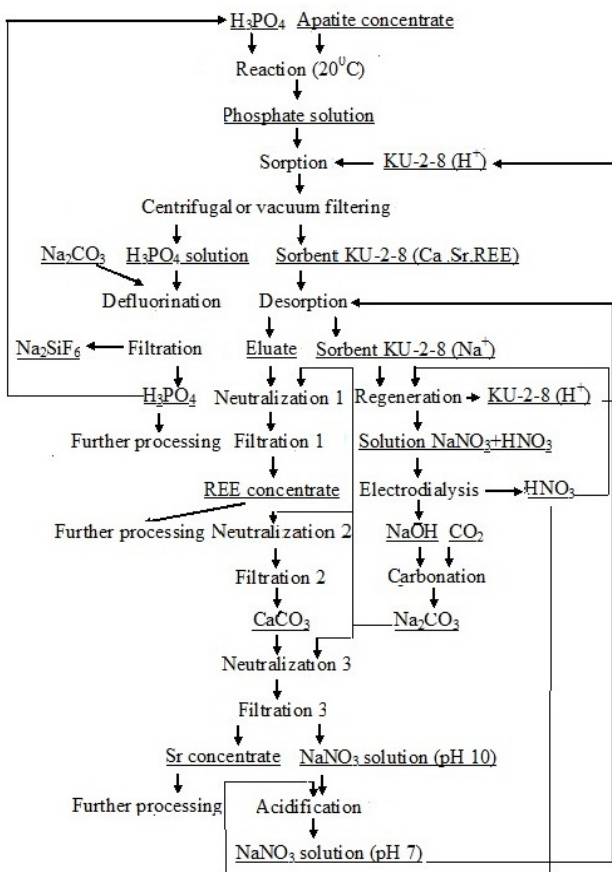 H₃PO₄ Apatite concentrate
Reaction (20⁰C)
Phosphate solution
Sorption KU-2-8 (H⁺)
Centrifugal or vacuum filtering
Na₂CO₃ H₃PO₄ solution Sorbent KU-2-8 (Ca ,Sr,REE)
Defluorination Desorption
Na₂SiF₆ Filtration Eluate Sorbent KU-2-8 (Na⁺)
H₃PO₄ Neutralization 1 Regeneration KU-2-8 (H⁺)
Further processing Filtration 1 Solution NaNO₃+HNO₃
REE concentrate Electrodialysis HNO₃
Further processing Neutralization 2 NaOH CO₂
Filtration 2 Carbonation
CaCO₃ Na₂CO₃
Neutralization 3
Filtration 3
Sr concentrate NaNO₃ solution (pH 10)
Further processing Acidification
NaNO₃ solution (pH 7)